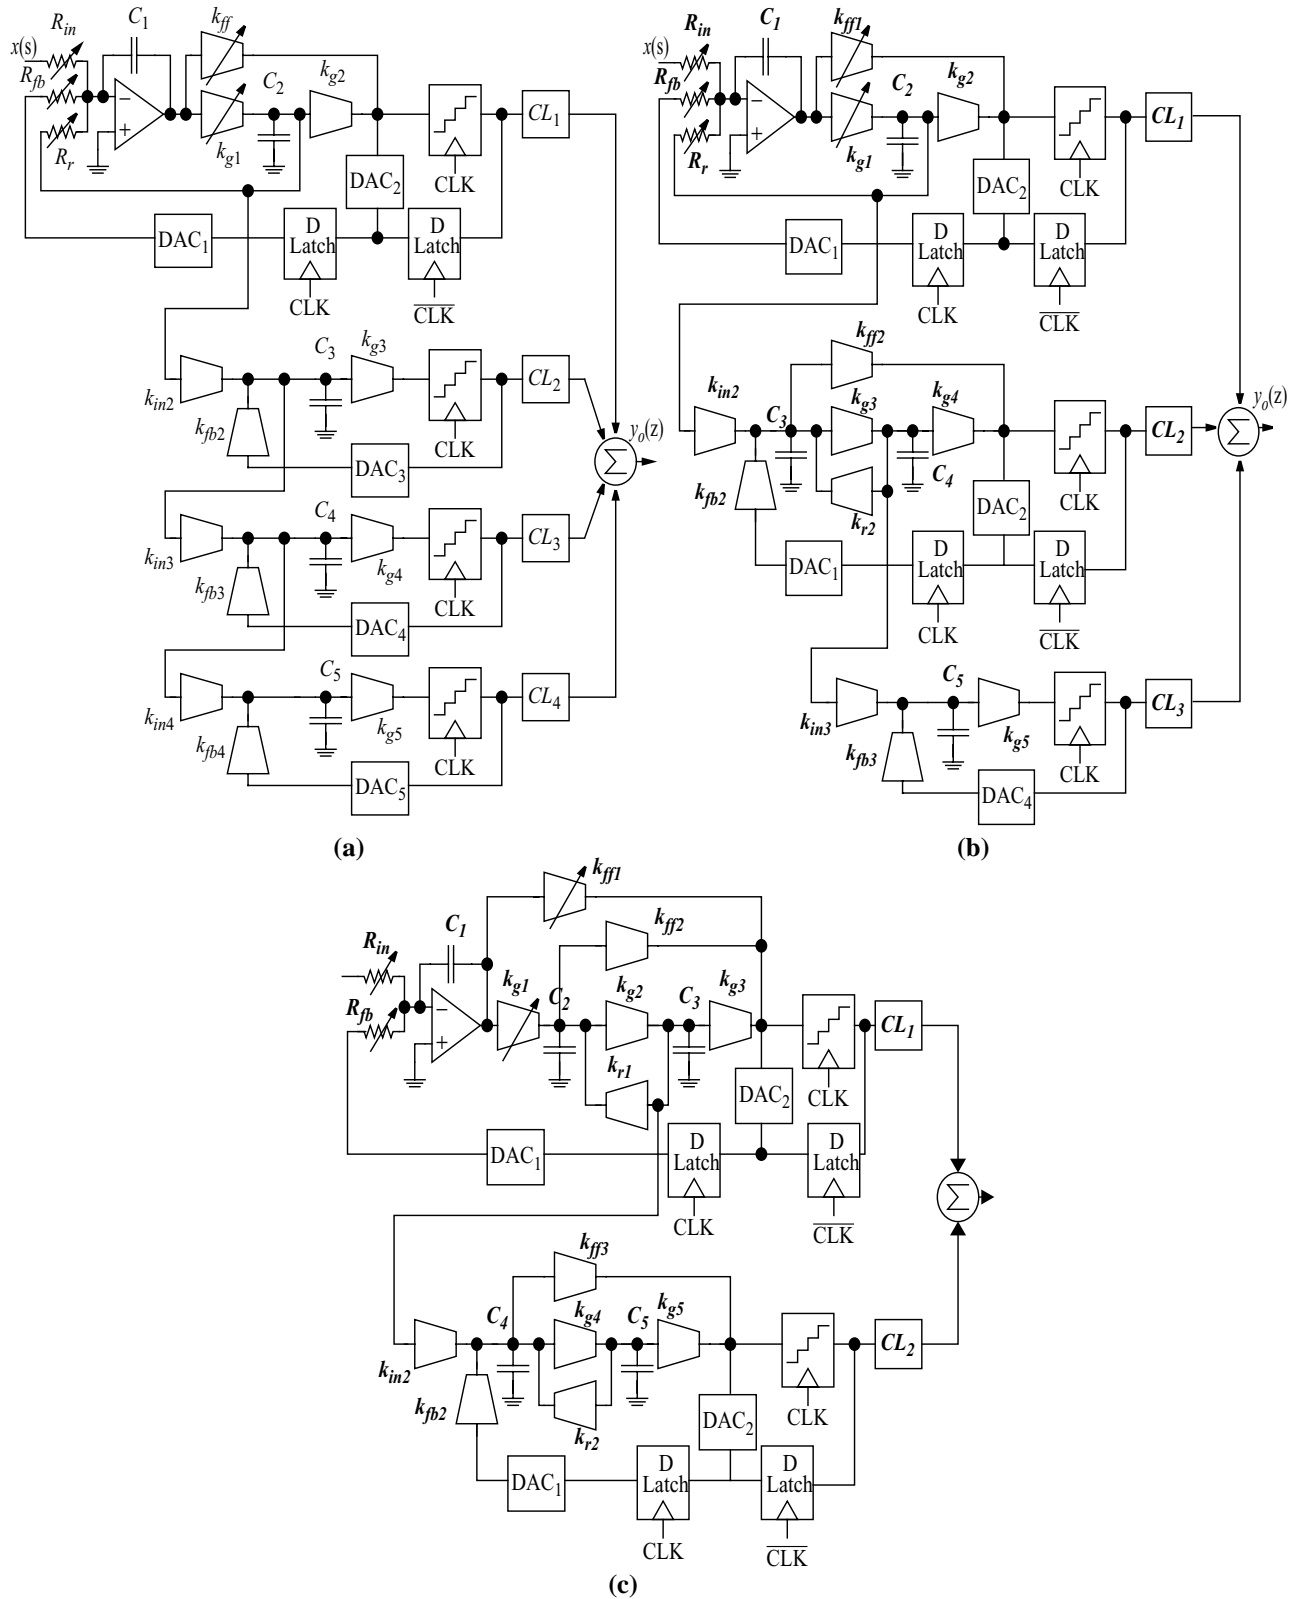 R_in C_1 k_ff
x(s)
R_fb C_2 k_g2
− CL_1
+
R_r k_g1
DAC_2 CLK
D D
DAC_1 Latch Latch
CLK CLK
C_3 k_g3
CL_2
k_in2
k_fb2 CLK y_o(z)
DAC_3 Σ
C_4
CL_3
k_in3 k_g4
k_fb3 CLK
DAC_4
C_5
CL_4
k_in4 k_g5
k_fb4 CLK
DAC_5
(a)
R_in C_1 k_ff1
x(s)
R_fb C_2 k_g2
− CL_1
+
R_r k_g1
DAC_2 CLK
D D
DAC_1 Latch Latch
CLK CLK
k_ff2
k_in2 k_g3 k_g4 y_o(z)
C_3 CL_2 Σ
k_fb2 C_4 CLK
k_r2 DAC_2
D D
DAC_1 Latch Latch
CLK CLK
C_5
CL_3
k_in3 k_g5
k_fb3 CLK
DAC_4
(b)
k_ff1
C_1 k_ff2
R_in
R_fb k_g1 C_2 k_g2 C_3 k_g3
− CL_1
+
k_r1 DAC_2 CLK
D D
DAC_1 Latch Latch
Σ
CLK CLK
k_ff3
C_4 k_g4 C_5 k_g5
CL_2
k_in2
k_fb2 k_r2 DAC_2 CLK
D D
DAC_1 Latch Latch
CLK CLK
(c)